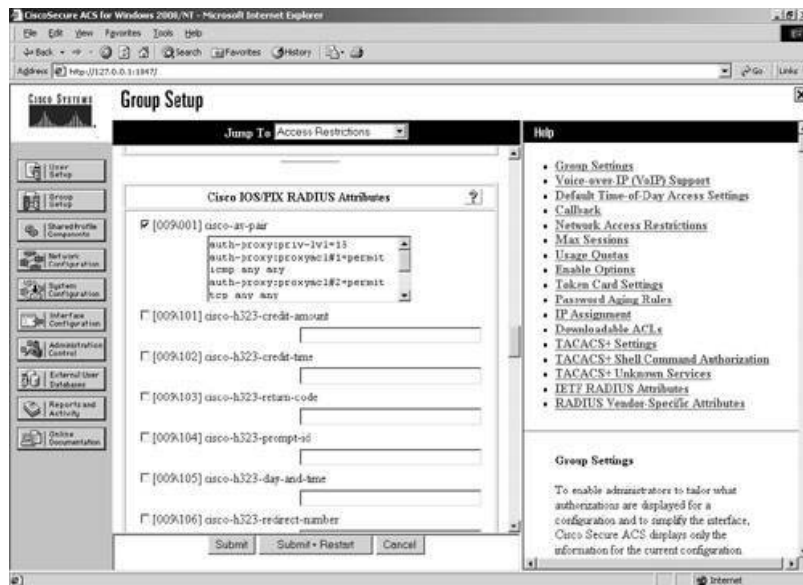 CiscoSecure ACS for Windows 2000/NT - Microsoft Internet Explorer
File Edit View Favorites Tools Help
Back Search Favorites History
Address http://127.0.0.1:1847/ Go Links
CISCO SYSTEMS
Group Setup
Jump To Access Restrictions
User Setup
Group Setup
Shared Profile Components
Network Configuration
System Configuration
Interface Configuration
Administration Control
External User Databases
Reports and Activity
Online Documentation
Cisco IOS/PIX RADIUS Attributes ?
[009\001] cisco-av-pair
auth-proxy:priv-lvl=15
auth-proxy:proxyacl#1=permit
icmp any any
auth-proxy:proxyacl#2=permit
tcp any any
[009\101] cisco-h323-credit-amount
[009\102] cisco-h323-credit-time
[009\103] cisco-h323-return-code
[009\104] cisco-h323-prompt-id
[009\105] cisco-h323-day-and-time
[009\106] cisco-h323-redirect-number
Submit Submit + Restart Cancel
Help
Group Settings
Voice-over-IP (VoIP) Support
Default Time-of-Day Access Settings
Callback
Network Access Restrictions
Max Sessions
Usage Quotas
Enable Options
Token Card Settings
Password Aging Rules
IP Assignment
Downloadable ACLs
TACACS+ Settings
TACACS+ Shell Command Authorization
TACACS+ Unknown Services
IETF RADIUS Attributes
RADIUS Vendor-Specific Attributes
Group Settings
To enable administrators to tailor what
authorizations are displayed for a
configuration and to simplify the interface,
Cisco Secure ACS displays only the
information for the current configuration
Internet